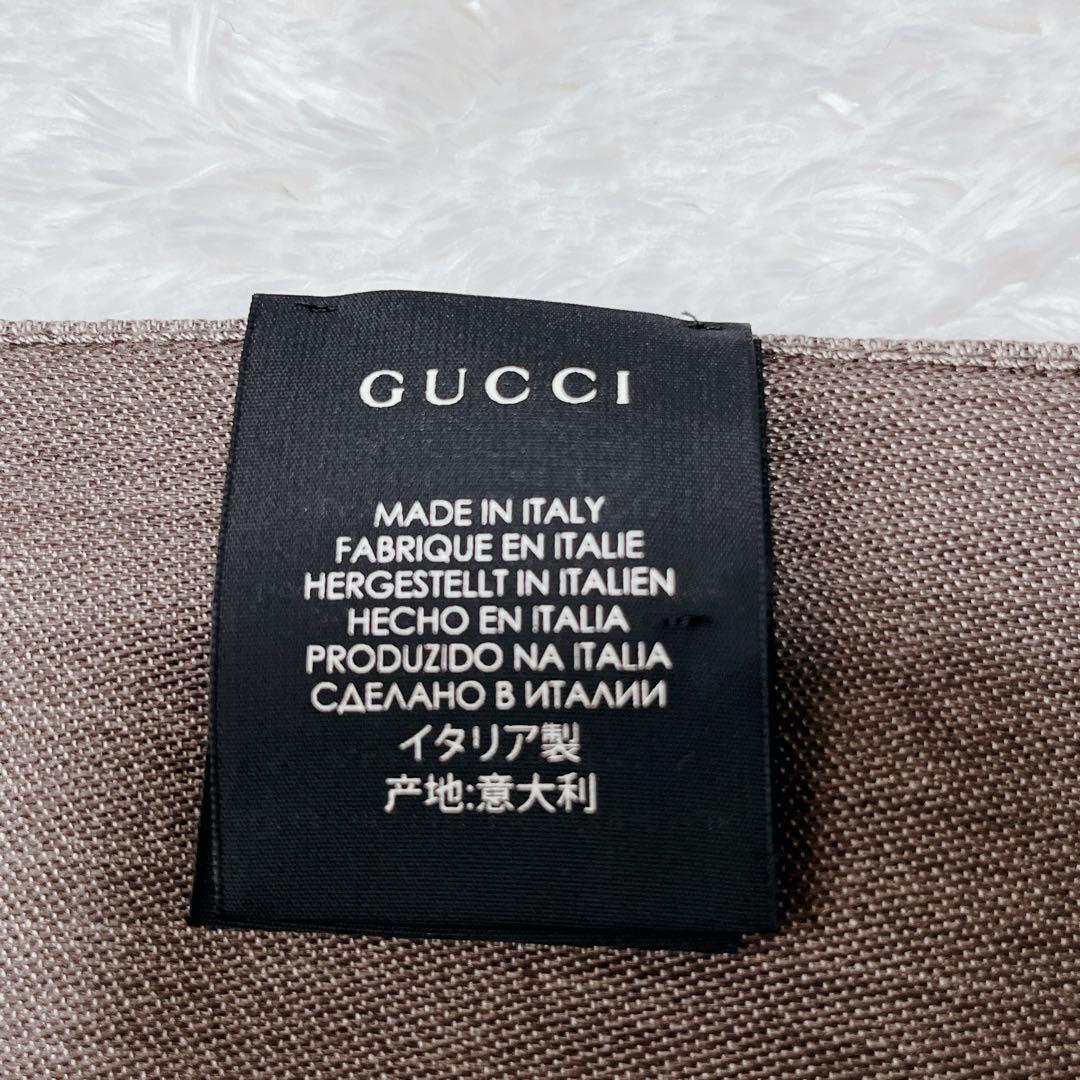 GUCCI
MADE IN ITALY
FABRIQUE EN ITALIE
HERGESTELLT IN ITALIEN
HECHO EN ITALIA
PRODUZIDO NA ITALIA
СДЕЛАНО В ИТАЛИИ
イタリア製
产地:意大利